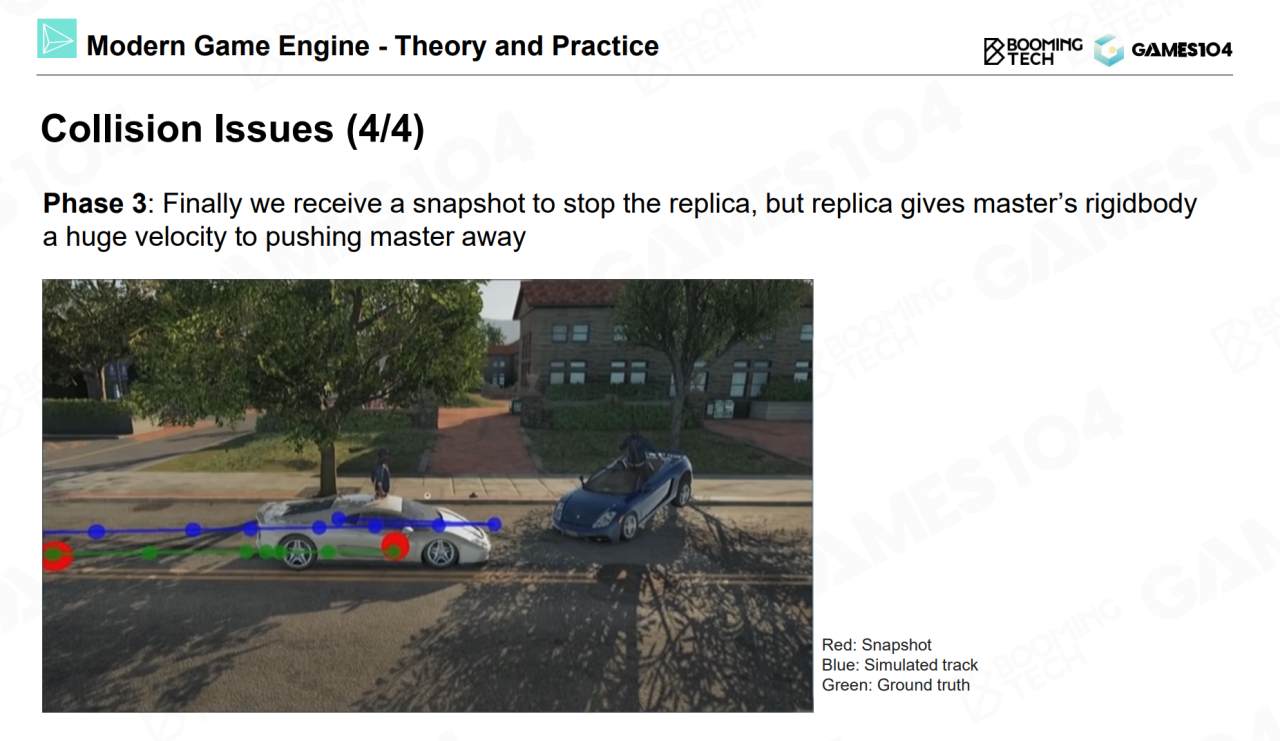 Modern Game Engine - Theory and Practice
BOOMING
TECH
GAMES104
Collision Issues (4/4)
Phase 3: Finally we receive a snapshot to stop the replica, but replica gives master’s rigidbody
a huge velocity to pushing master away
Red: Snapshot
Blue: Simulated track
Green: Ground truth